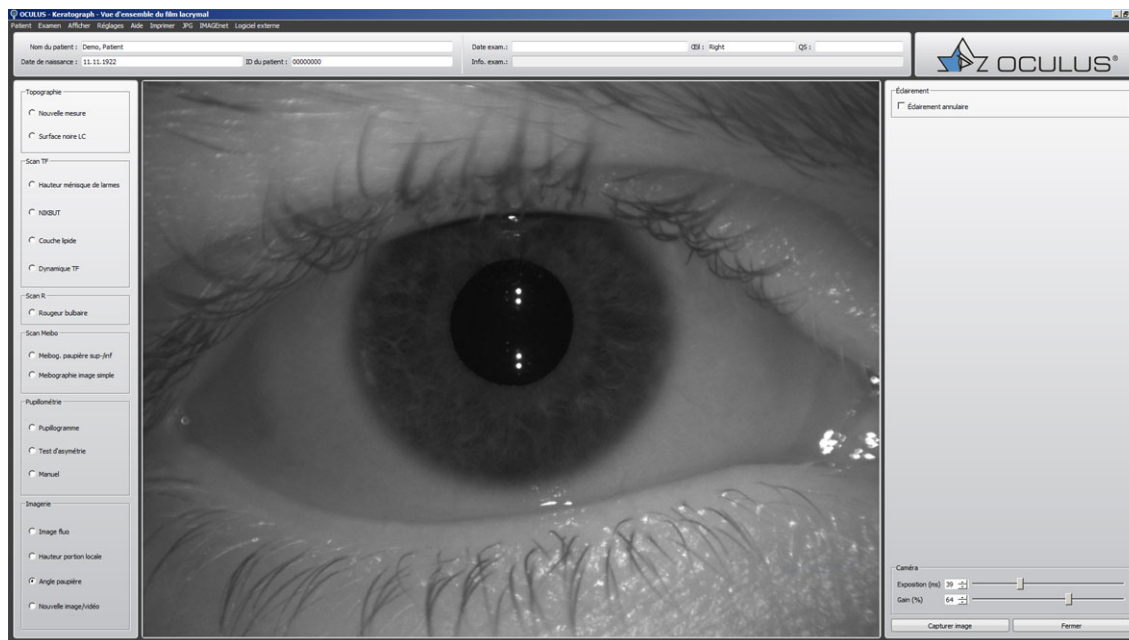 OCULUS - Keratograph - Vue d'ensemble du film lacrymal
Patient Examen Afficher Réglages Aide Imprimer JPG IMAGEnet Logiciel externe
Nom du patient : Demo, Patient Date exam.: Œil : Right QS :
Date de naissance : 11.11.1922 ID du patient : 00000000 Info. exam.:
OCULUS®
Topographie
Nouvelle mesure
Surface noire LC
Scan TF
Hauteur ménisque de larmes
NIKBUT
Couche lipide
Dynamique TF
Scan R
Rougeur bulbaire
Scan Meibo
Meibog. paupière sup-/inf
Meibographie image simple
Pupillométrie
Pupillogramme
Test d'asymétrie
Manuel
Imagerie
Image fluo
Hauteur portion locale
Angle paupière
Nouvelle image/vidéo
Éclairement
Éclairement annulaire
Caméra
Exposition (ms) 39
Gain (%) 64
Capturer image Fermer